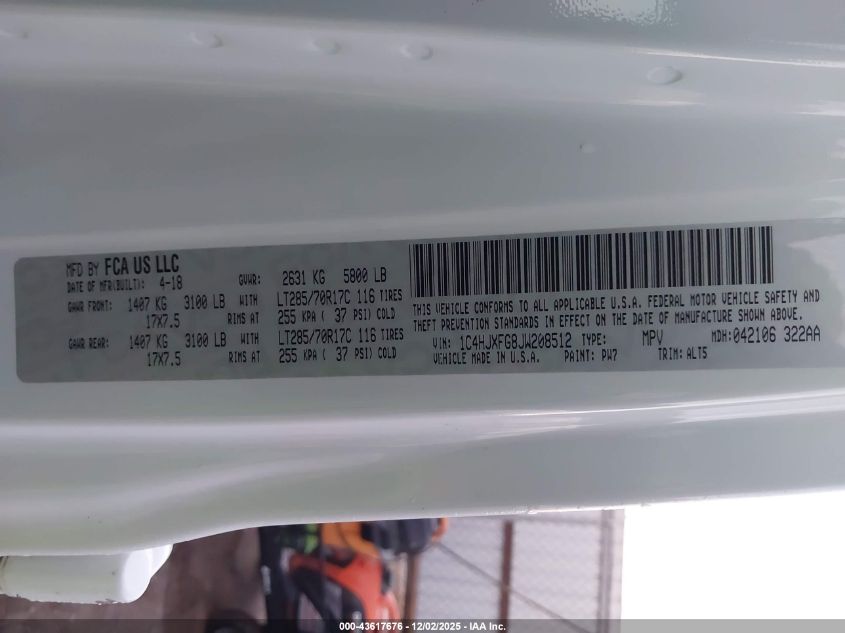 MFD BY FCA US LLC
DATE OF MFR(BUILT): 4-18 GVWR: 2631 KG 5800 LB
GAWR FRONT: 1407 KG 3100 LB WITH LT285/70R17C 116 TIRES
17X7.5 RIMS AT 255 KPA ( 37 PSI) COLD
GAWR REAR: 1407 KG 3100 LB WITH LT285/70R17C 116 TIRES
17X7.5 RIMS AT 255 KPA ( 37 PSI) COLD
THIS VEHICLE CONFORMS TO ALL APPLICABLE U.S.A. FEDERAL MOTOR VEHICLE SAFETY AND
THEFT PREVENTION STANDARDS IN EFFECT ON THE DATE OF MANUFACTURE SHOWN ABOVE.
VIN: 1C4HJXFG8JW208512 TYPE: MPV MDH:042106 322AA
VEHICLE MADE IN U.S.A. PAINT: PW7 TRIM: ALT5
000-43617676 - 12/02/2025 - IAA Inc.